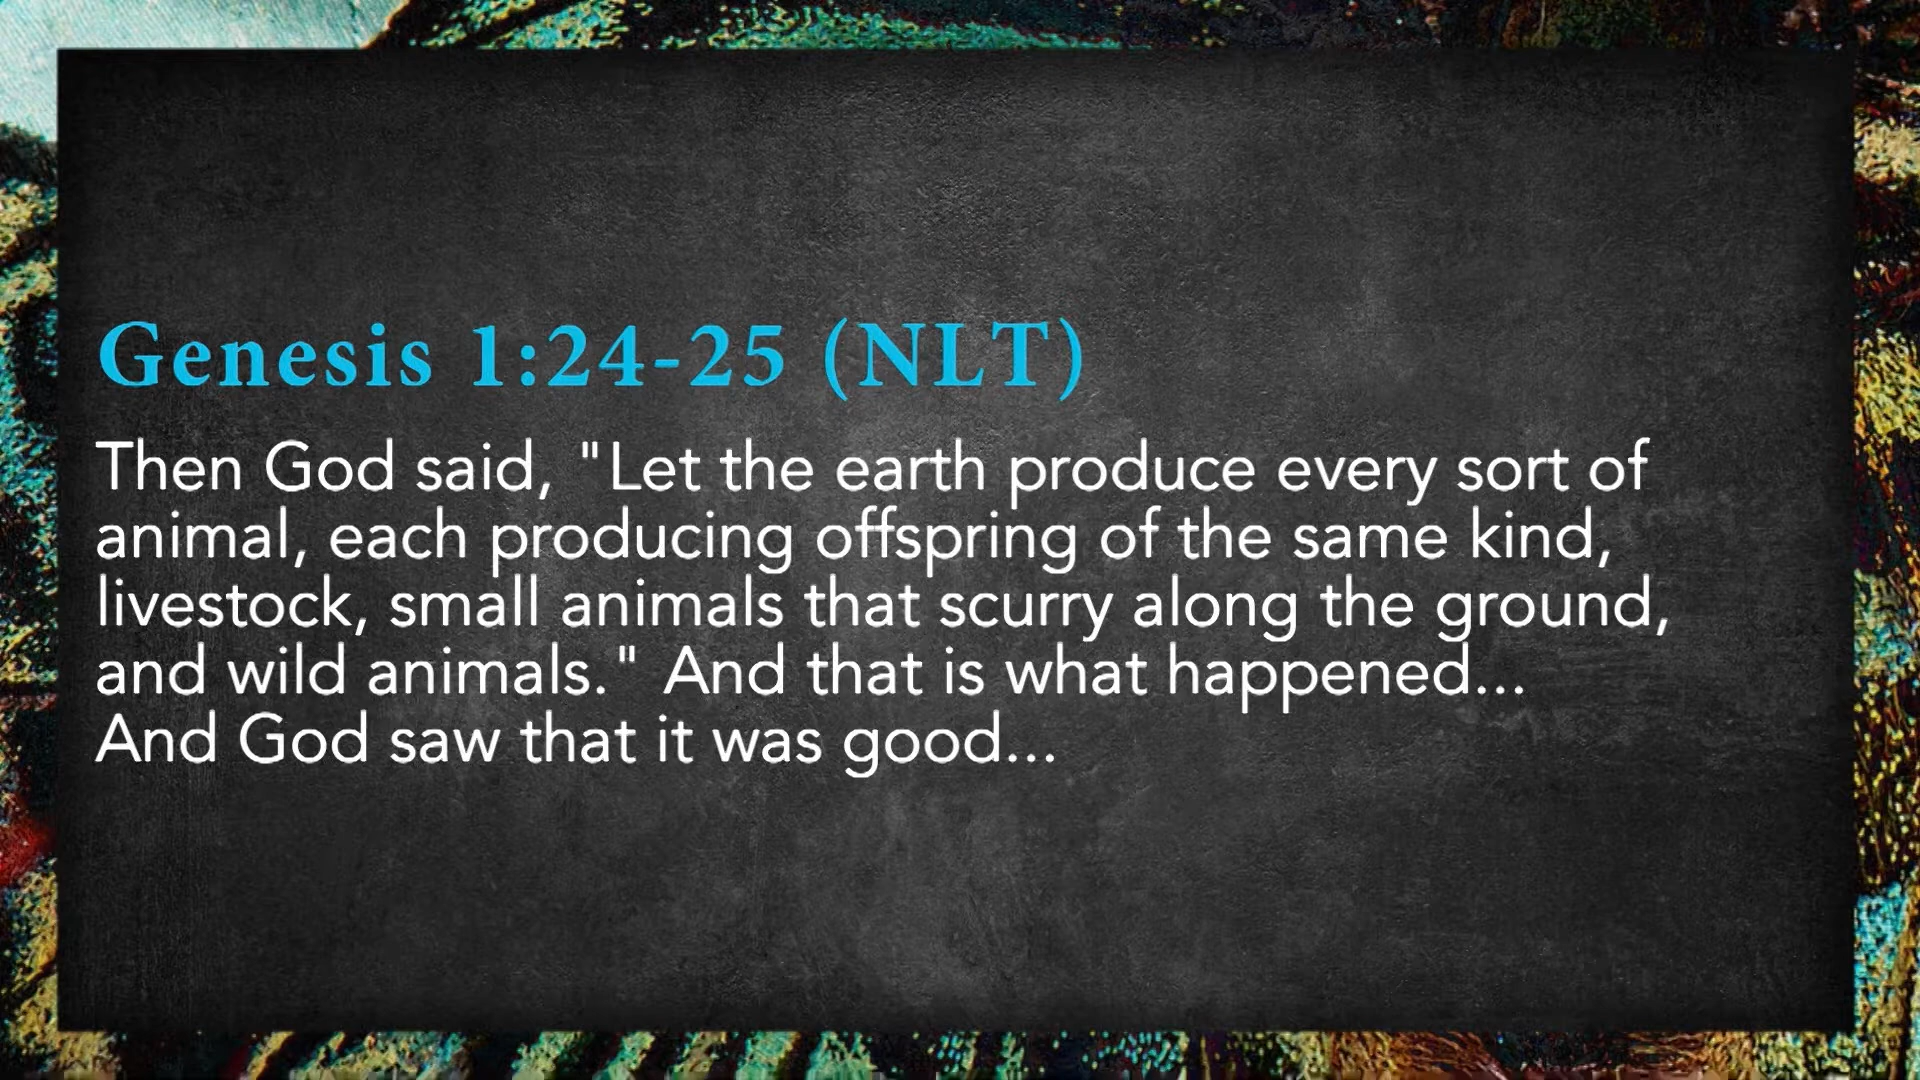 Genesis 1:24-25 (NLT)
Then God said, "Let the earth produce every sort of
animal, each producing offspring of the same kind,
livestock, small animals that scurry along the ground,
and wild animals." And that is what happened...
And God saw that it was good...